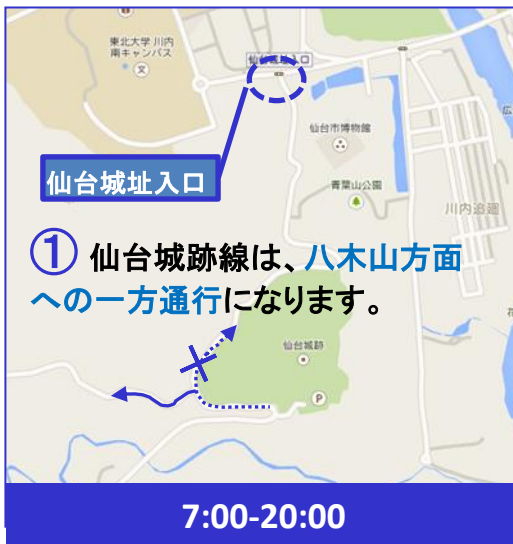 東北大学 川内
南キャンパス
仙台城址入口
広
仙台市博物館
仙台城址入口
青葉山公園
川内追廻
① 仙台城跡線は、八木山方面
への一方通行になります。
花
仙台城跡
P
7:00-20:00